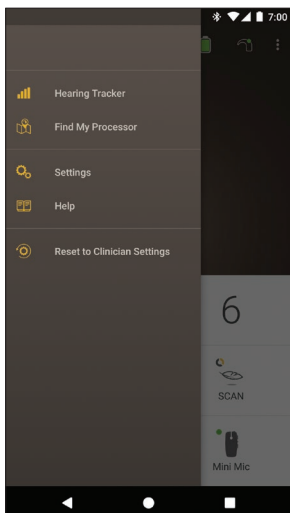 7:00
Hearing Tracker
Find My Processor
Settings
Help
Reset to Clinician Settings
6
SCAN
Mini Mic